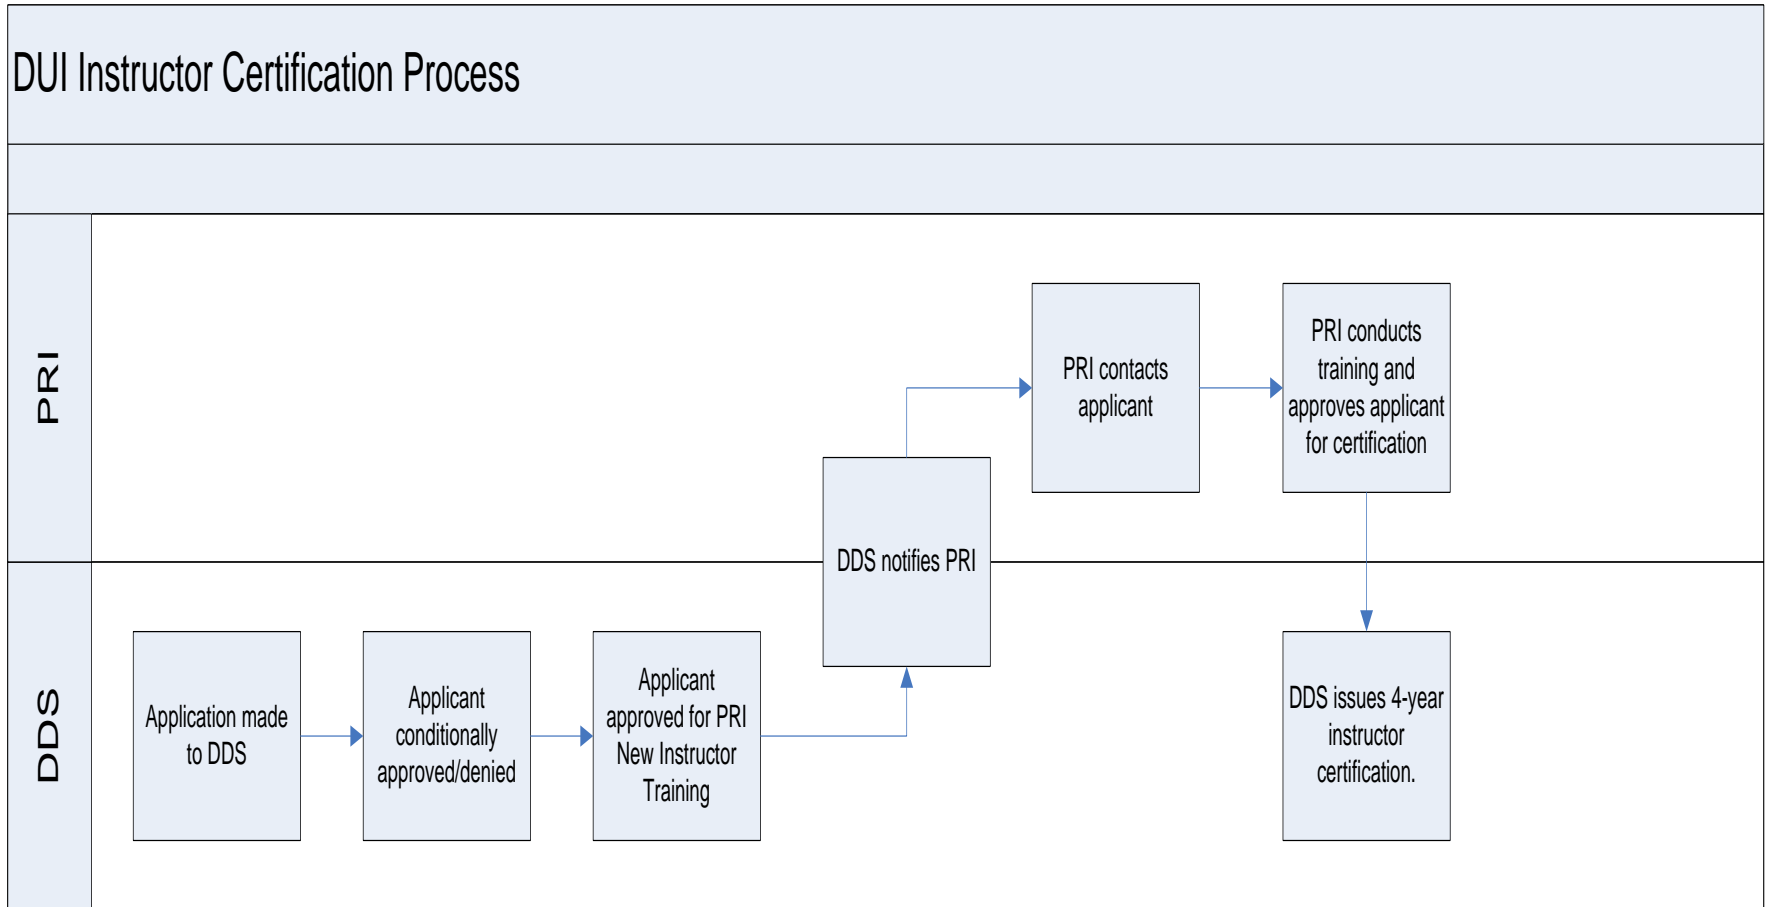 DUI Instructor Certification Process
PRI
PRI contacts
applicant
PRI conducts
training and
approves applicant
for certification
DDS notifies PRI
DDS
Application made
to DDS
Applicant
conditionally
approved/denied
Applicant
approved for PRI
New Instructor
Training
DDS issues 4-year
instructor
certification.